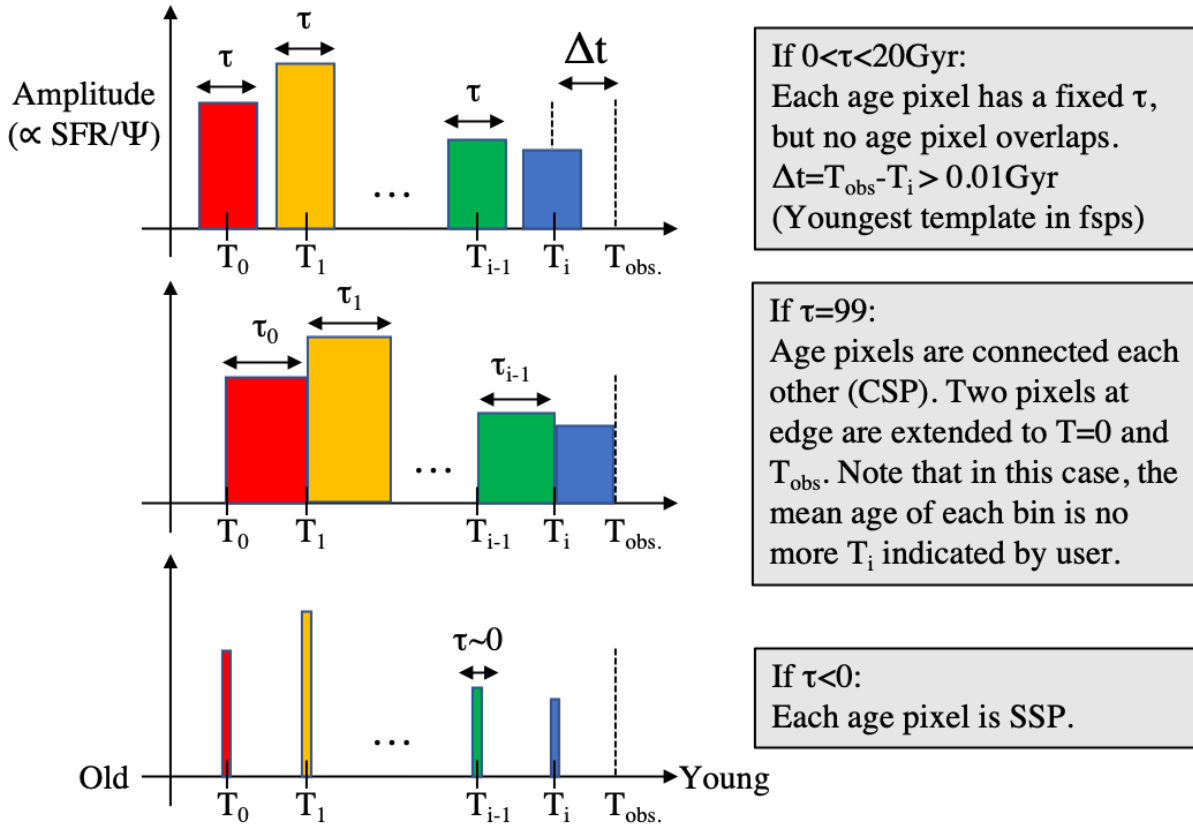 τ
τ
τ
Δt
Amplitude
(∝ SFR/Ψ)
...
T0
T1
Ti-1
Ti
Tobs.
If 0<τ<20Gyr:
Each age pixel has a fixed τ,
but no age pixel overlaps.
Δt=Tobs-Ti > 0.01Gyr
(Youngest template in fsps)
τ0
τ1
τi-1
...
T0
T1
Ti-1
Ti
Tobs.
If τ=99:
Age pixels are connected each
other (CSP). Two pixels at
edge are extended to T=0 and
Tobs. Note that in this case, the
mean age of each bin is no
more Ti indicated by user.
τ~0
...
Old
Young
T0
T1
Ti-1
Ti
Tobs.
If τ<0:
Each age pixel is SSP.